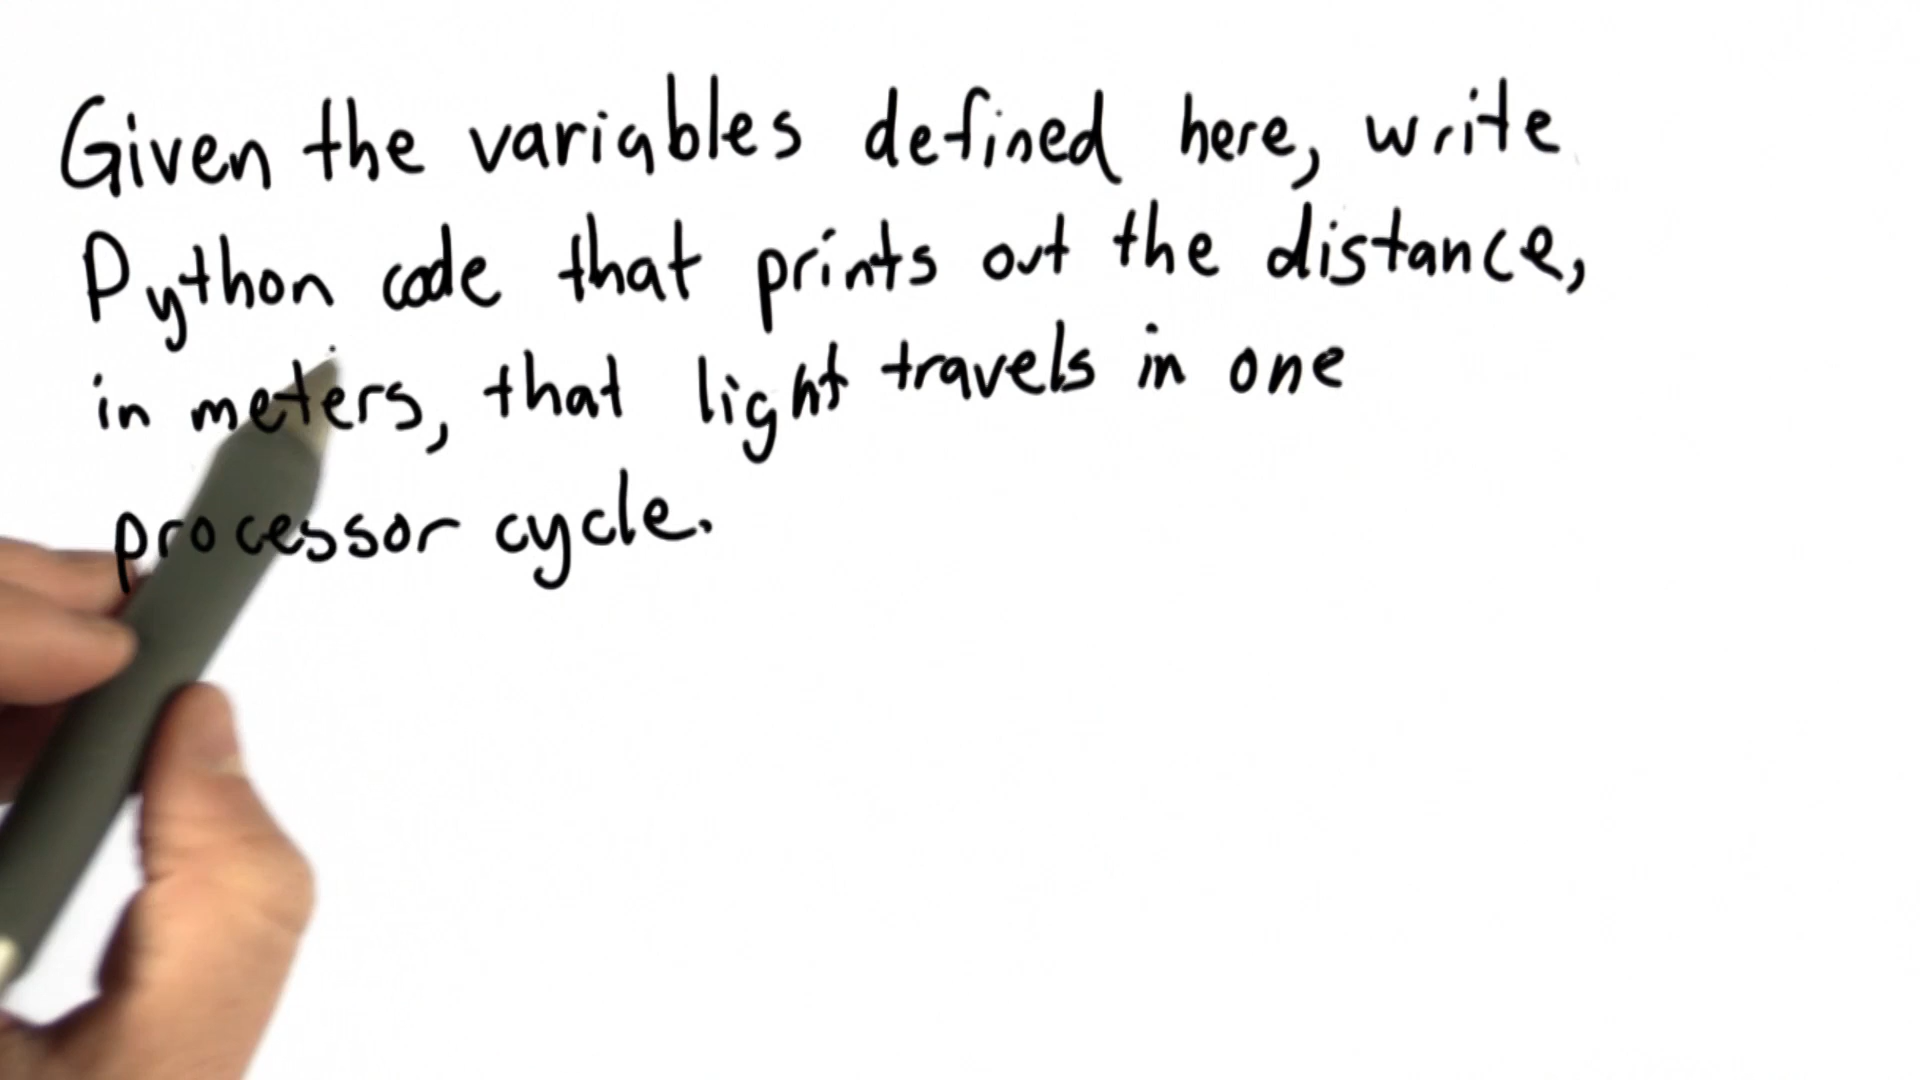 Given the variables defined here, write
Python code that prints out the distance,
in meters, that light travels in one
processor cycle.